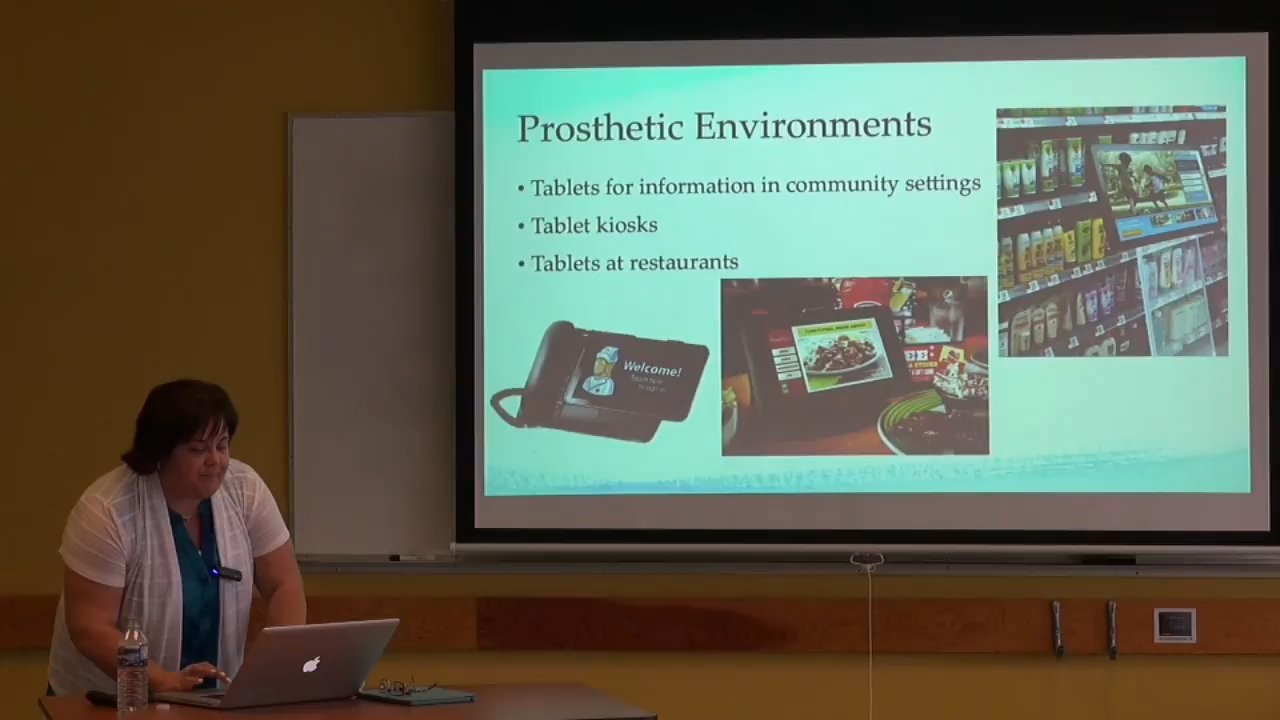 Prosthetic Environments
• Tablets for information in community settings
• Tablet kiosks
• Tablets at restaurants
Welcome!